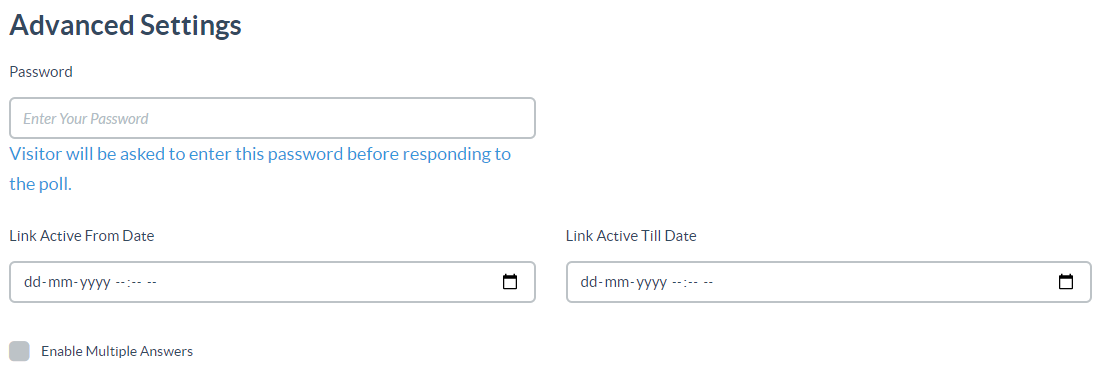 Advanced Settings
Password
Enter Your Password
Visitor will be asked to enter this password before responding to
the poll.
Link Active From Date
Link Active Till Date
dd-mm-yyyy --:-- --
dd-mm-yyyy --:-- --
Enable Multiple Answers